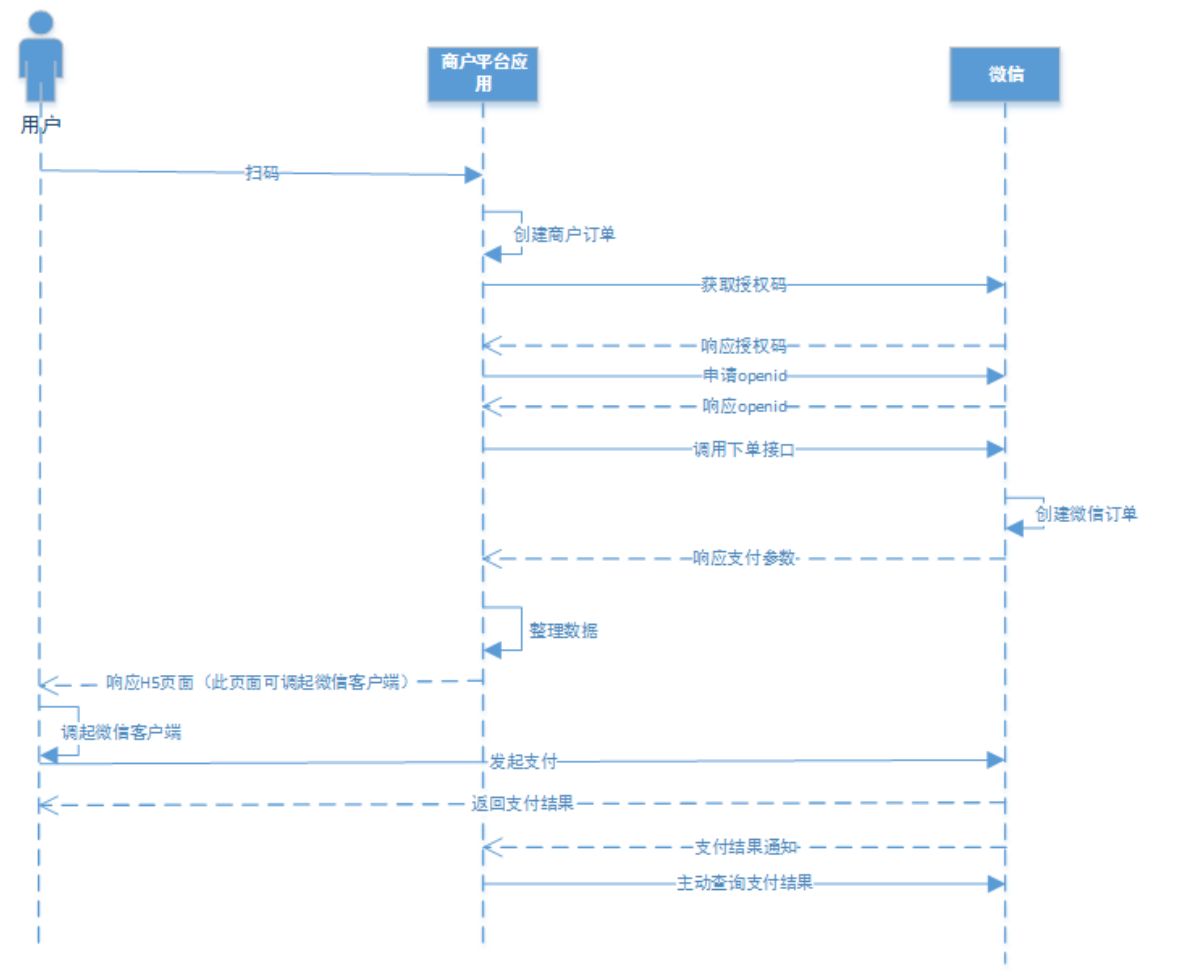 商户平台应
用
微信
用户
扫码
创建商户订单
获取授权码
响应授权码
申请openid
响应openid
调用下单接口
创建微信订单
响应支付参数
整理数据
响应H5页面（此页面可调起微信客户端）
调起微信客户端
发起支付
返回支付结果
支付结果通知
主动查询支付结果